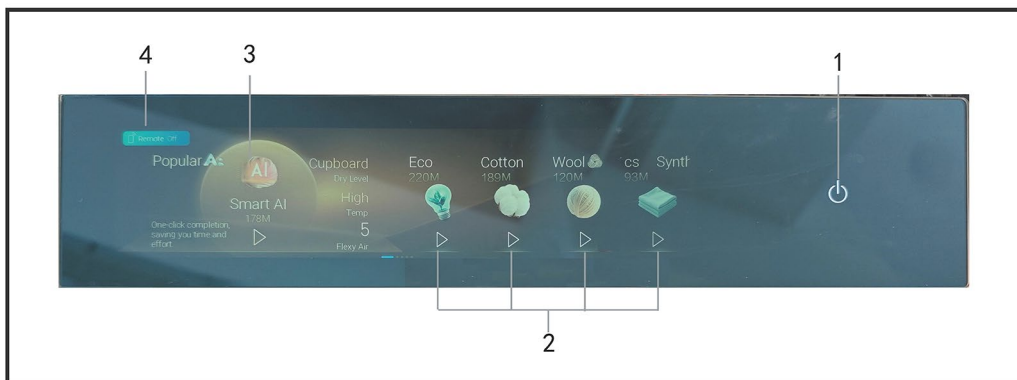 4
3
1
Remote Off
Popular
AI
Smart AI
178M
One-click completion,
saving you time and
effort
Cupboard
Dry Level
High
Temp
5
Flexy Air
Eco
220M
Cotton
189M
Wool
120M
cs
93M
Synth
2